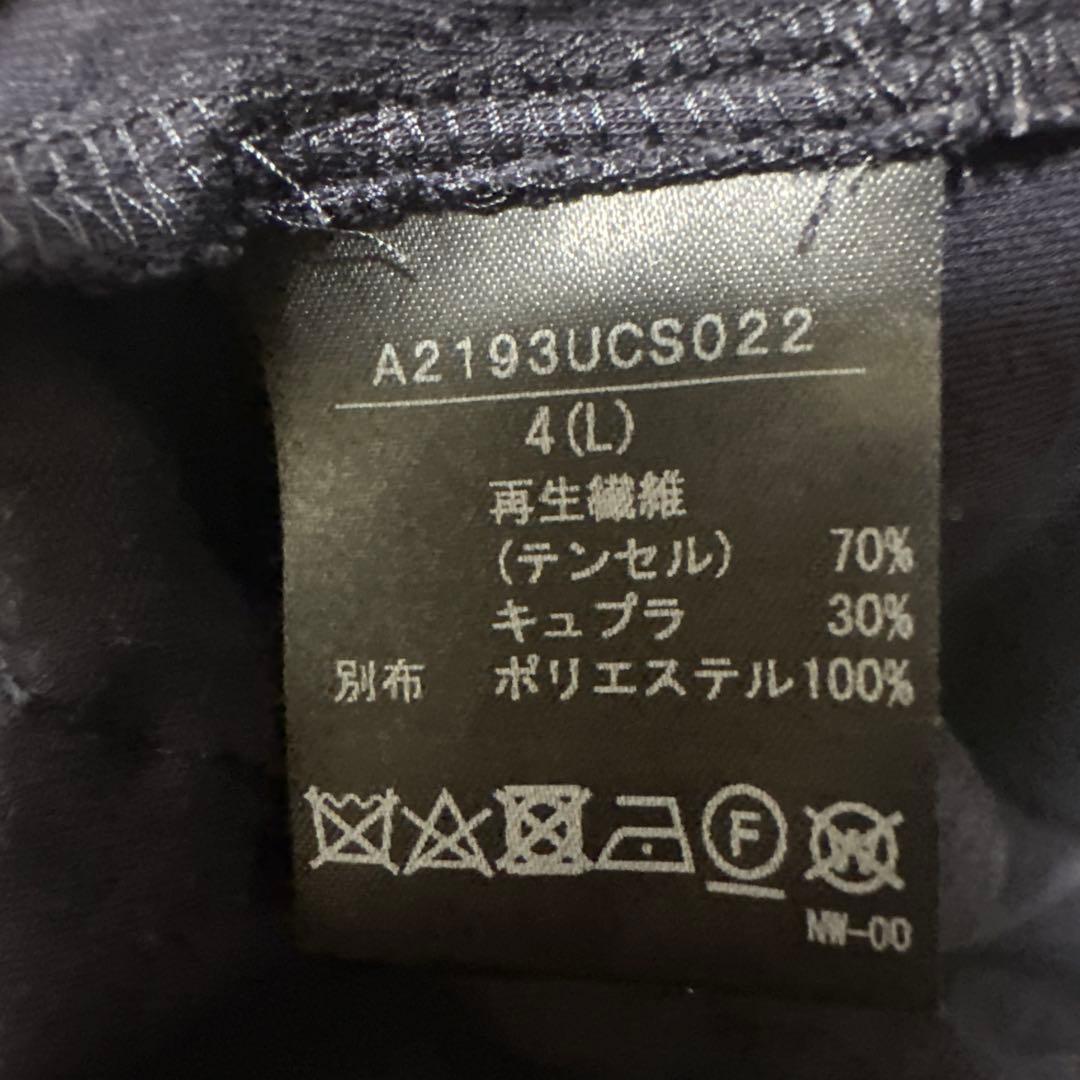 A2193UCS022
4(L)
再生繊維
(テンセル) 70%
キュプラ 30%
別布 ポリエステル100%
F
W
NW-00